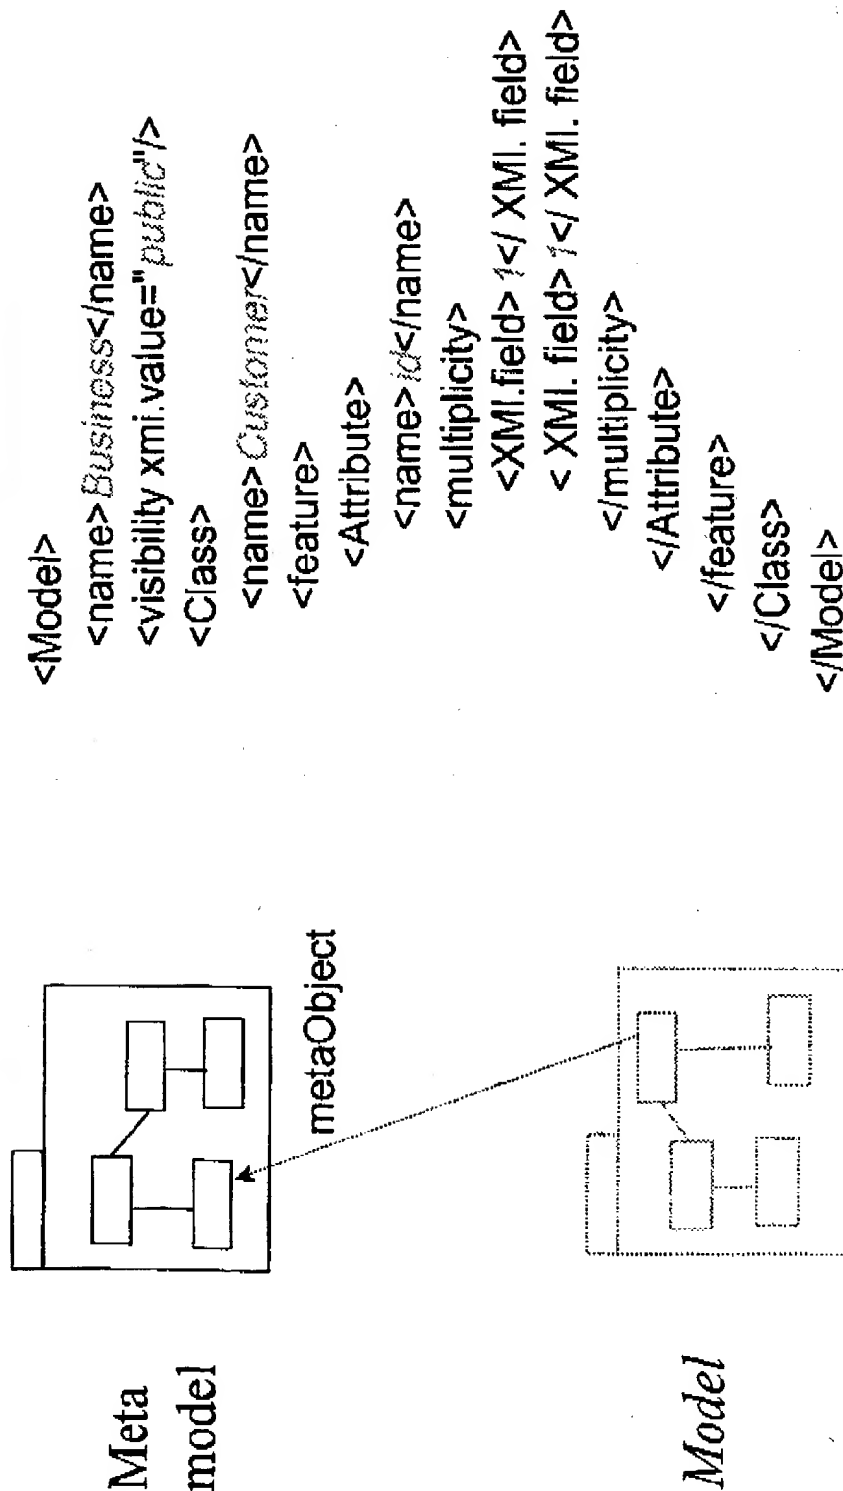 Meta
model
metaObject
Model
<Model>
<name>Business</name>
<visibility xmi.value="public"/>
<Class>
<name>Customer</name>
<feature>
<Attribute>
<name>id</name>
<multiplicity>
<XMI.field>1</ XMI. field>
< XMI. field>1</ XMI. field>
</multiplicity>
</Attribute>
</feature>
</Class>
</Model>